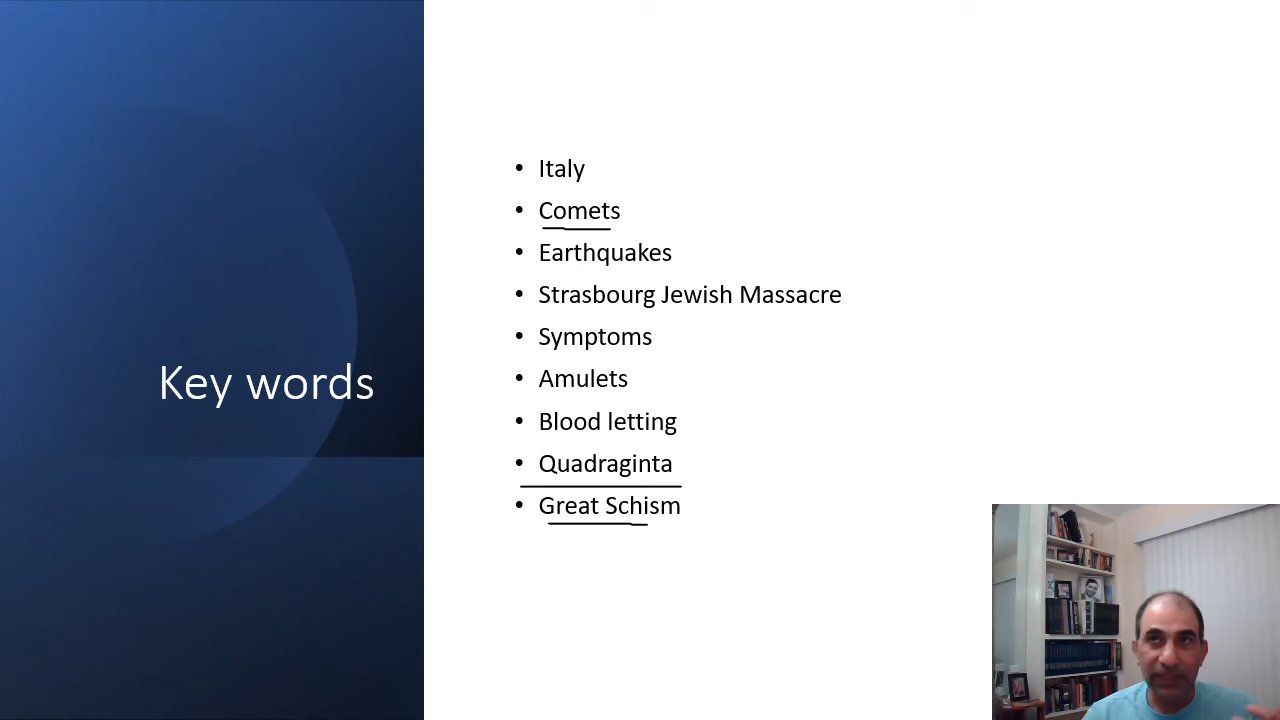 Key words
• Italy
• Comets
• Earthquakes
• Strasbourg Jewish Massacre
• Symptoms
• Amulets
• Blood letting
• Quadraginta
• Great Schism